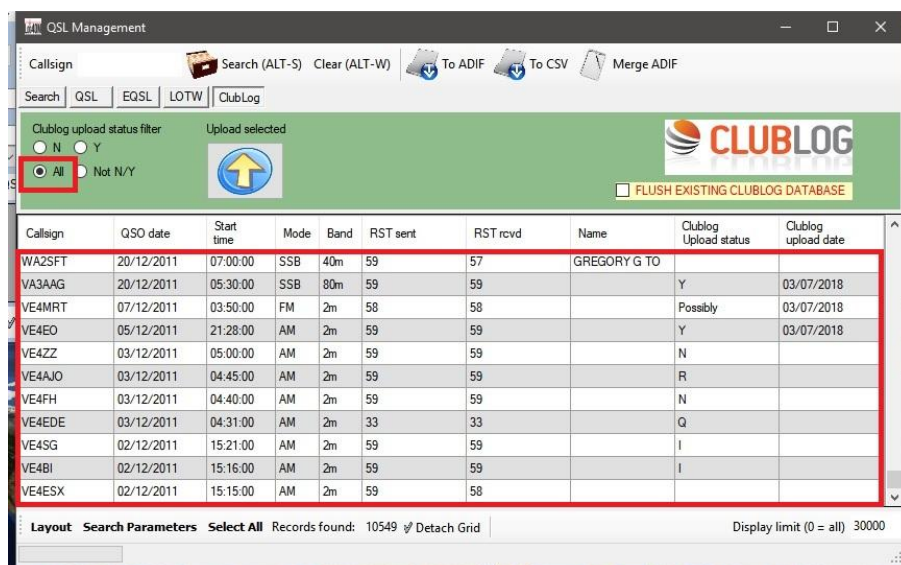 QSL Management
Callsign Search (ALT-S) Clear (ALT-W) To ADIF To CSV Merge ADIF
Search QSL EQSL LOTW ClubLog
Clublog upload status filter Upload selected
N Y
All Not N/Y
CLUBLOG
FLUSH EXISTING CLUBLOG DATABASE
Callsign QSO date Start time Mode Band RST sent RST rcvd Name Clublog Upload status Clublog upload date
WA2SFT 20/12/2011 07:00:00 SSB 40m 59 57 GREGORY G TO
VA3AAG 20/12/2011 05:30:00 SSB 80m 59 59 Y 03/07/2018
VE4MRT 07/12/2011 03:50:00 FM 2m 58 58 Possibly 03/07/2018
VE4EO 05/12/2011 21:28:00 AM 2m 59 59 Y 03/07/2018
VE4ZZ 03/12/2011 05:00:00 AM 2m 59 59 N
VE4AJO 03/12/2011 04:45:00 AM 2m 59 59 R
VE4FH 03/12/2011 04:40:00 AM 2m 59 59 N
VE4EDE 03/12/2011 04:31:00 AM 2m 33 33 Q
VE4SG 02/12/2011 15:21:00 AM 2m 59 59 I
VE4BI 02/12/2011 15:16:00 AM 2m 59 59 I
VE4ESX 02/12/2011 15:15:00 AM 2m 59 58
Layout Search Parameters Select All Records found: 10549 Detach Grid Display limit (0 = all) 30000